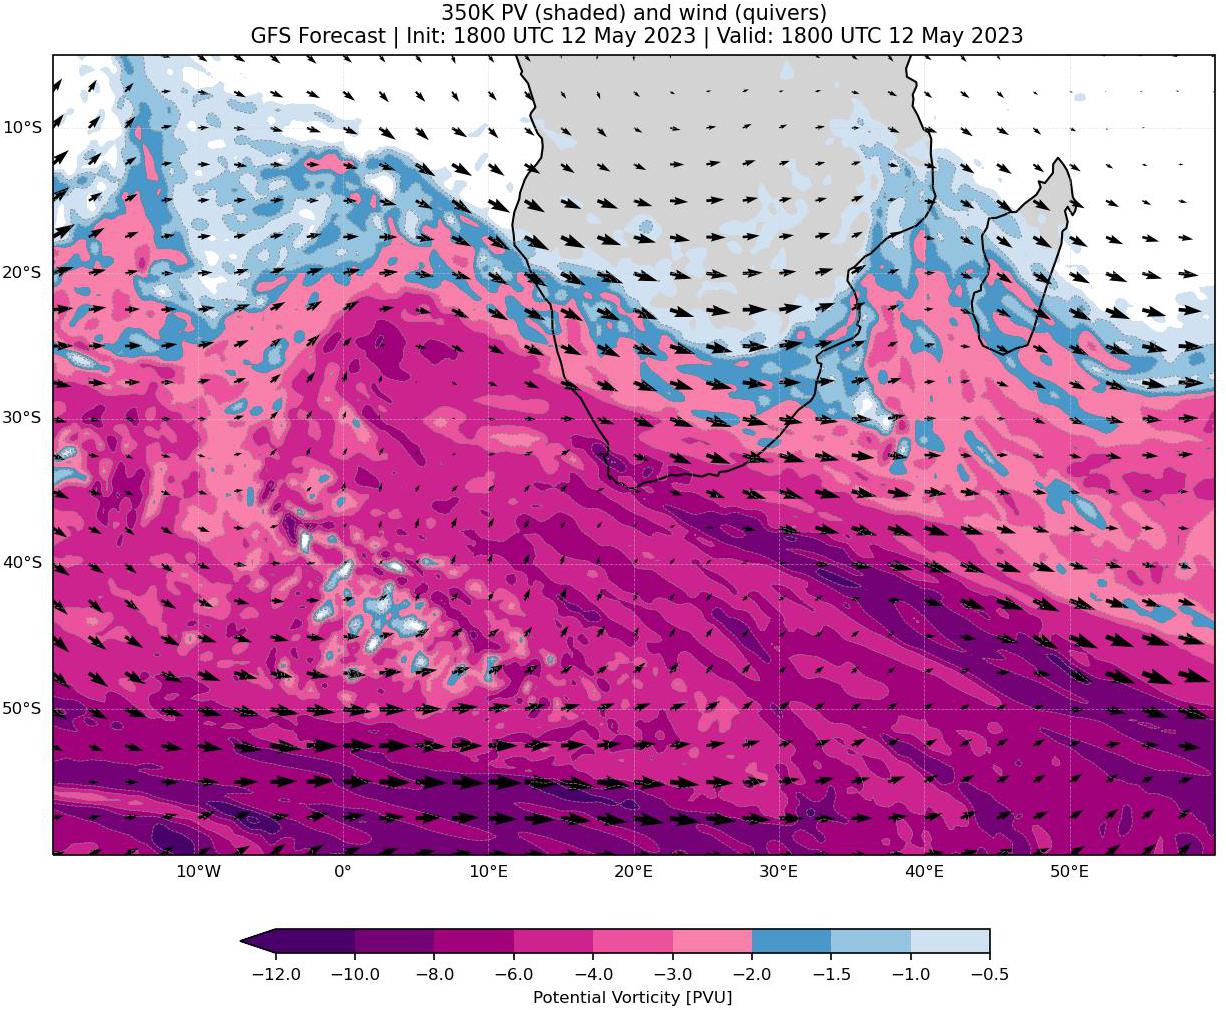 350K PV (shaded) and wind (quivers)
GFS Forecast | Init: 1800 UTC 12 May 2023 | Valid: 1800 UTC 12 May 2023
10°S
20°S
30°S
40°S
50°S
10°W 0° 10°E 20°E 30°E 40°E 50°E
−12.0 −10.0 −8.0 −6.0 −4.0 −3.0 −2.0 −1.5 −1.0 −0.5
Potential Vorticity [PVU]